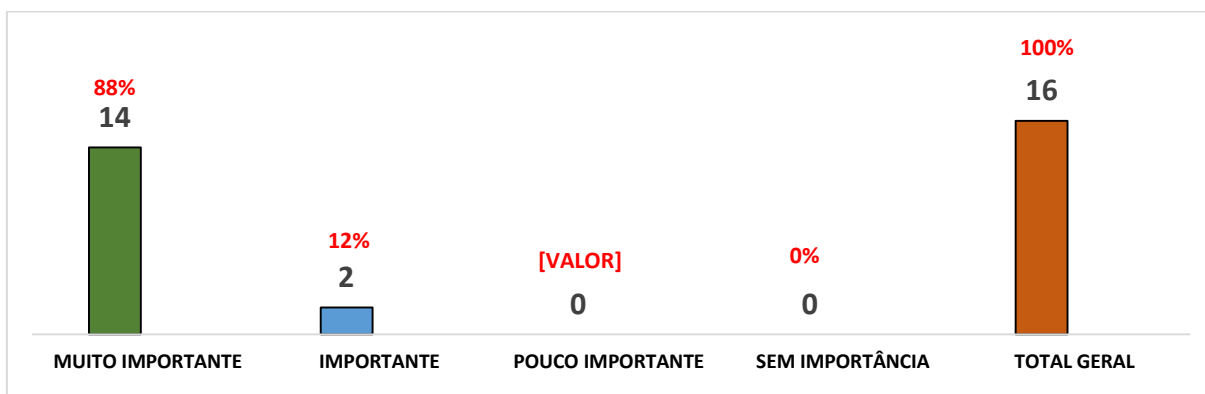 100%
88%
16
14
12%
[VALOR]
0%
2
0
0
MUITO IMPORTANTE
IMPORTANTE
POUCO IMPORTANTE
SEM IMPORTÂNCIA
TOTAL GERAL